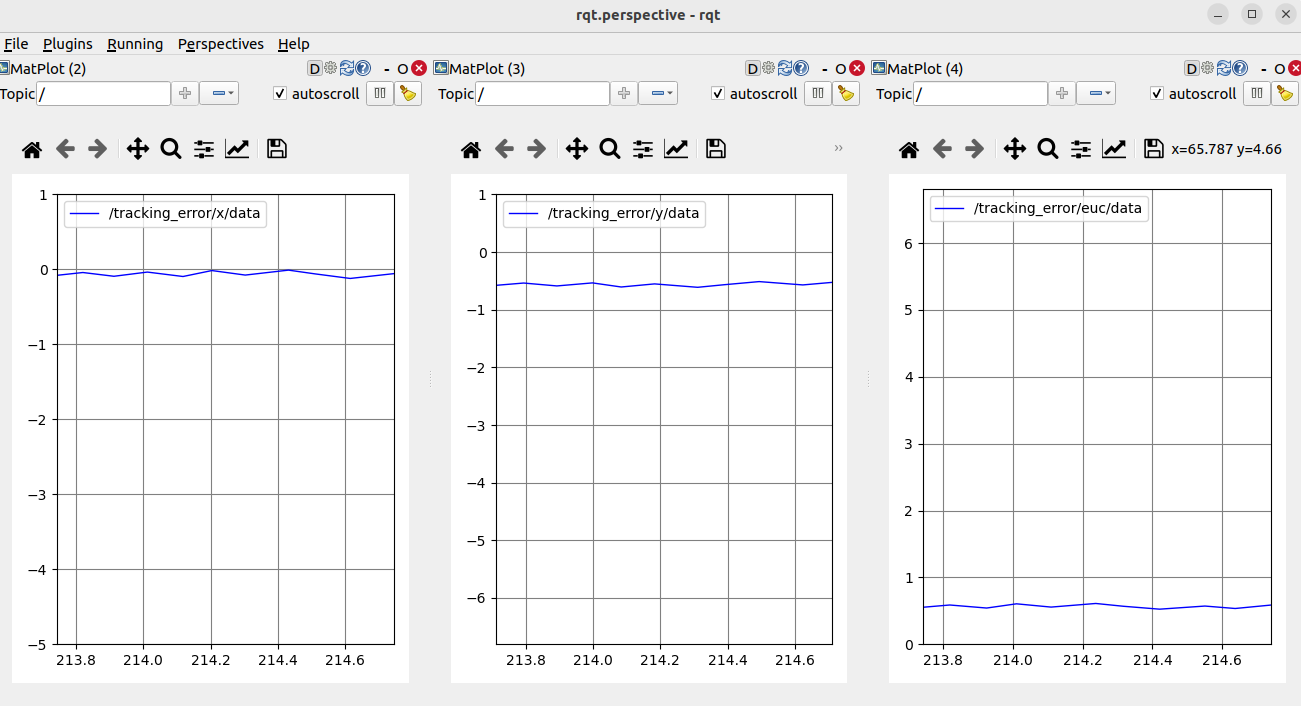 rqt.perspective - rqt
File Plugins Running Perspectives Help
MatPlot (2) D - O MatPlot (3) D - O MatPlot (4) D - O
Topic / autoscroll Topic / autoscroll Topic / autoscroll
» x=65.787 y=4.66
/tracking_error/x/data
1
0
−1
−2
−3
−4
−5
213.8 214.0 214.2 214.4 214.6
/tracking_error/y/data
1
0
−1
−2
−3
−4
−5
−6
213.8 214.0 214.2 214.4 214.6
/tracking_error/euc/data
6
5
4
3
2
1
0
213.8 214.0 214.2 214.4 214.6